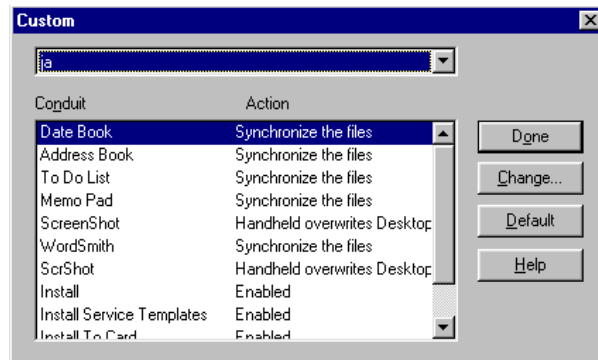 Custom
ja
Conduit Action
Date Book Synchronize the files
Address Book Synchronize the files
To Do List Synchronize the files
Memo Pad Synchronize the files
ScreenShot Handheld overwrites Desktop
WordSmith Synchronize the files
ScrShot Handheld overwrites Desktop
Install Enabled
Install Service Templates Enabled
Install To Card Enabled
Done
Change...
Default
Help